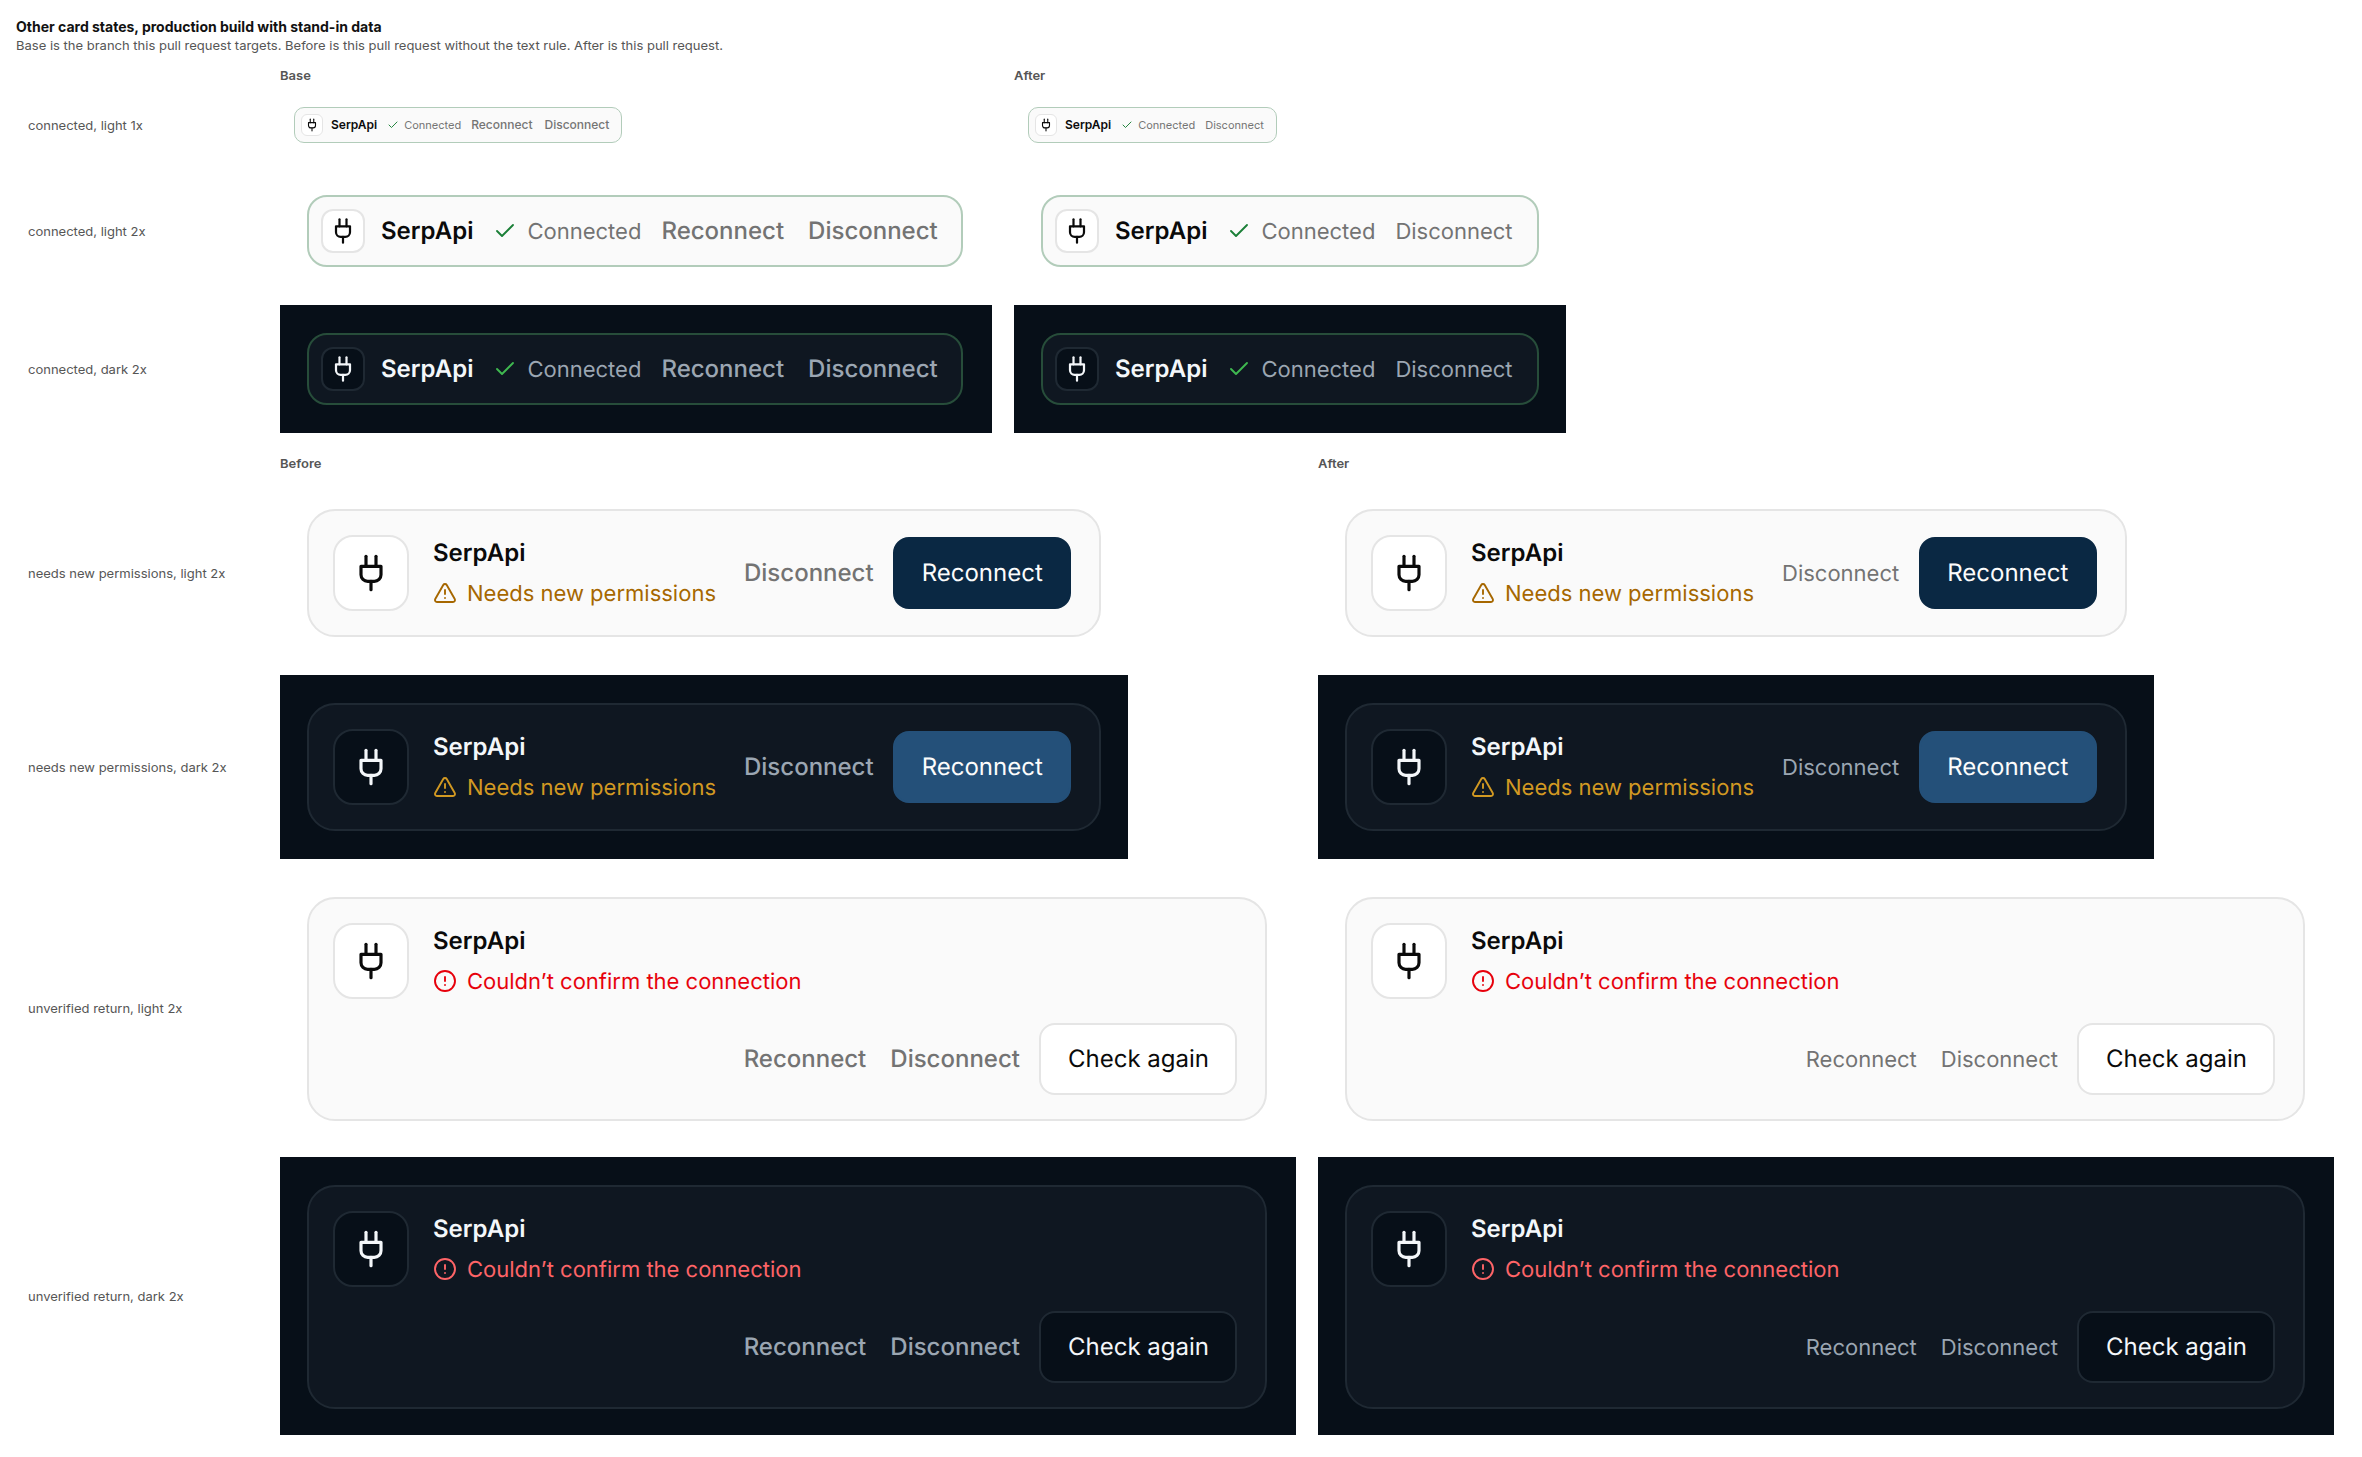 Other card states, production build with stand-in data
Base is the branch this pull request targets. Before is this pull request without the text rule. After is this pull request.
Base After
connected, light 1x SerpApi Connected Reconnect Disconnect SerpApi Connected Disconnect
connected, light 2x SerpApi Connected Reconnect Disconnect SerpApi Connected Disconnect
connected, dark 2x SerpApi Connected Reconnect Disconnect SerpApi Connected Disconnect
Before After
SerpApi SerpApi
needs new permissions, light 2x Disconnect Reconnect Disconnect Reconnect
Needs new permissions Needs new permissions
SerpApi SerpApi
needs new permissions, dark 2x Disconnect Reconnect Disconnect Reconnect
Needs new permissions Needs new permissions
SerpApi SerpApi
Couldn’t confirm the connection Couldn’t confirm the connection
unverified return, light 2x
Reconnect Disconnect Check again Reconnect Disconnect Check again
SerpApi SerpApi
Couldn’t confirm the connection Couldn’t confirm the connection
unverified return, dark 2x
Reconnect Disconnect Check again Reconnect Disconnect Check again